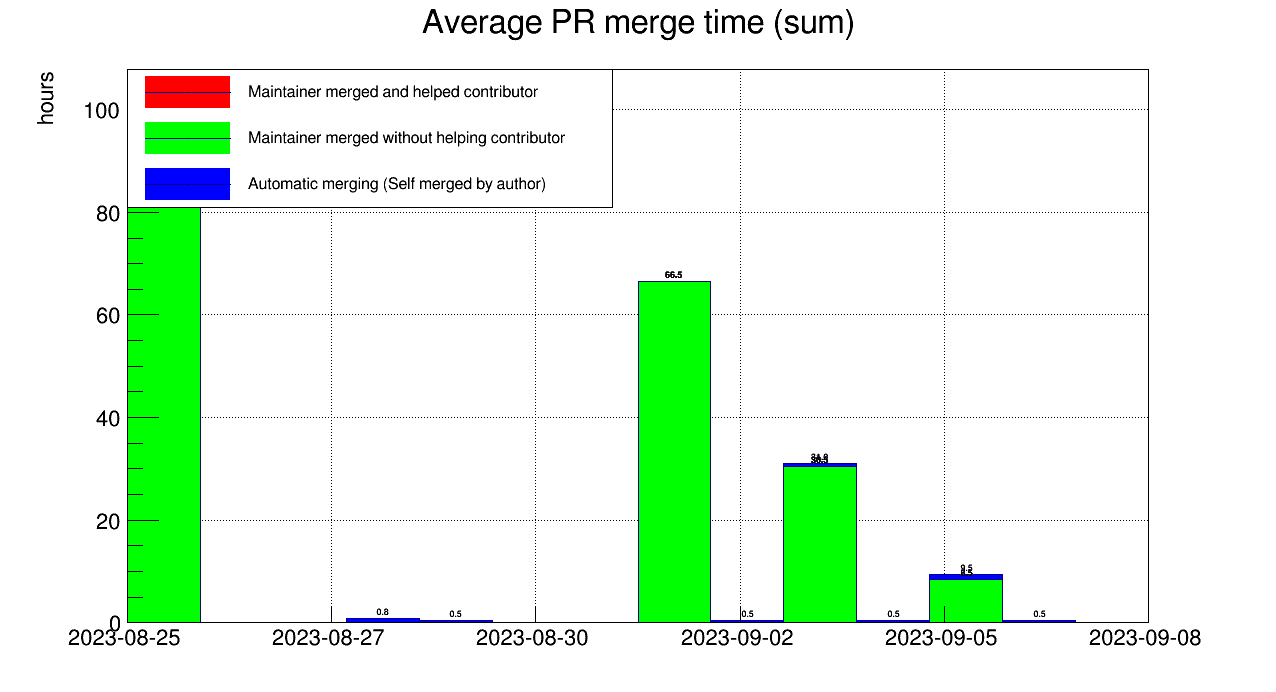 Average PR merge time (sum)
hours
Maintainer merged and helped contributor
Maintainer merged without helping contributor
Automatic merging (Self merged by author)
100
80
60
40
20
0
66.5
0.8
0.5
0.5
0.5
9.5
0.5
2023-08-25 2023-08-27 2023-08-30 2023-09-02 2023-09-05 2023-09-08